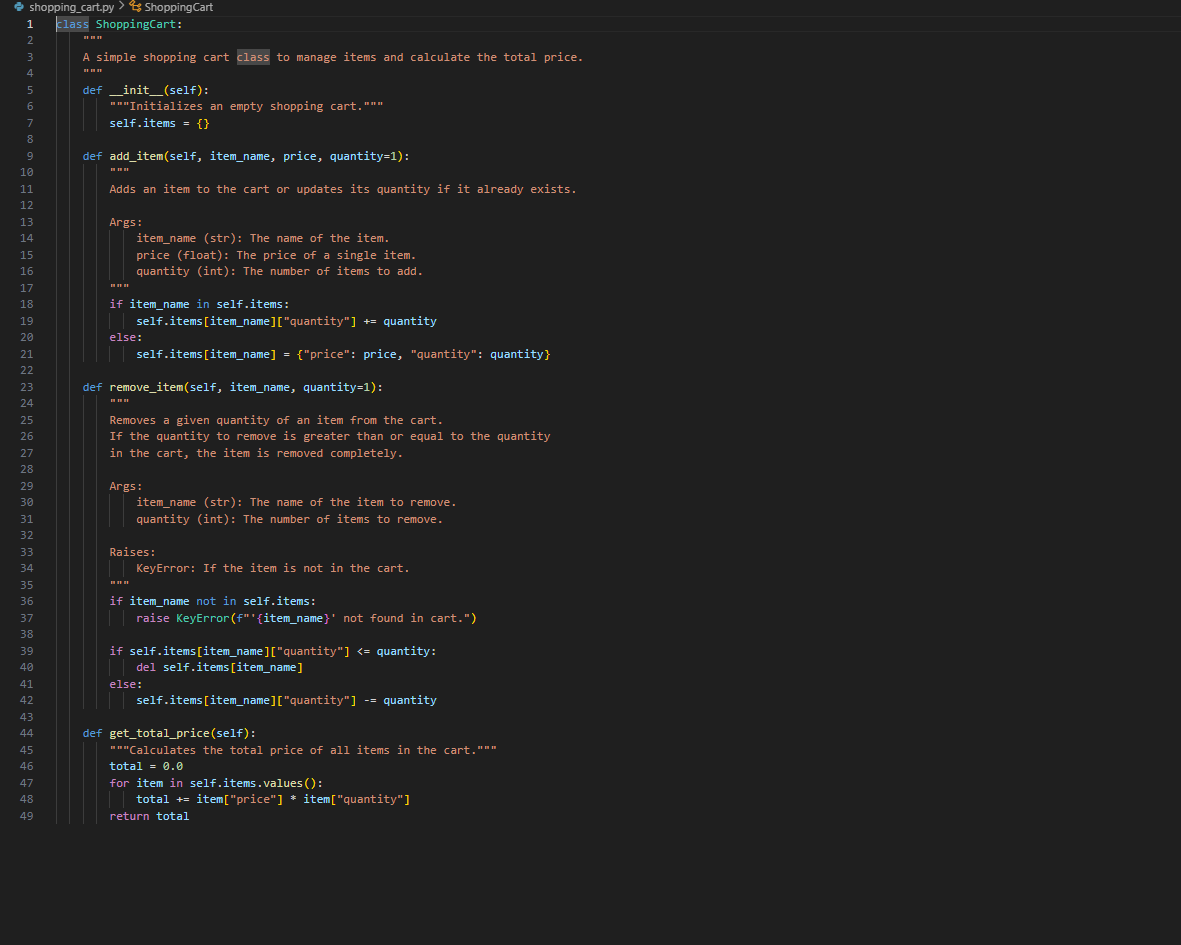 shopping_cart.py > ShoppingCart
1 class ShoppingCart:
2     """
3     A simple shopping cart class to manage items and calculate the total price.
4     """
5     def __init__(self):
6         """Initializes an empty shopping cart."""
7         self.items = {}
8
9     def add_item(self, item_name, price, quantity=1):
10         """
11         Adds an item to the cart or updates its quantity if it already exists.
12
13         Args:
14             item_name (str): The name of the item.
15             price (float): The price of a single item.
16             quantity (int): The number of items to add.
17         """
18         if item_name in self.items:
19             self.items[item_name]["quantity"] += quantity
20         else:
21             self.items[item_name] = {"price": price, "quantity": quantity}
22
23     def remove_item(self, item_name, quantity=1):
24         """
25         Removes a given quantity of an item from the cart.
26         If the quantity to remove is greater than or equal to the quantity
27         in the cart, the item is removed completely.
28
29         Args:
30             item_name (str): The name of the item to remove.
31             quantity (int): The number of items to remove.
32
33         Raises:
34             KeyError: If the item is not in the cart.
35         """
36         if item_name not in self.items:
37             raise KeyError(f"'{item_name}' not found in cart.")
38
39         if self.items[item_name]["quantity"] <= quantity:
40             del self.items[item_name]
41         else:
42             self.items[item_name]["quantity"] -= quantity
43
44     def get_total_price(self):
45         """Calculates the total price of all items in the cart."""
46         total = 0.0
47         for item in self.items.values():
48             total += item["price"] * item["quantity"]
49         return total